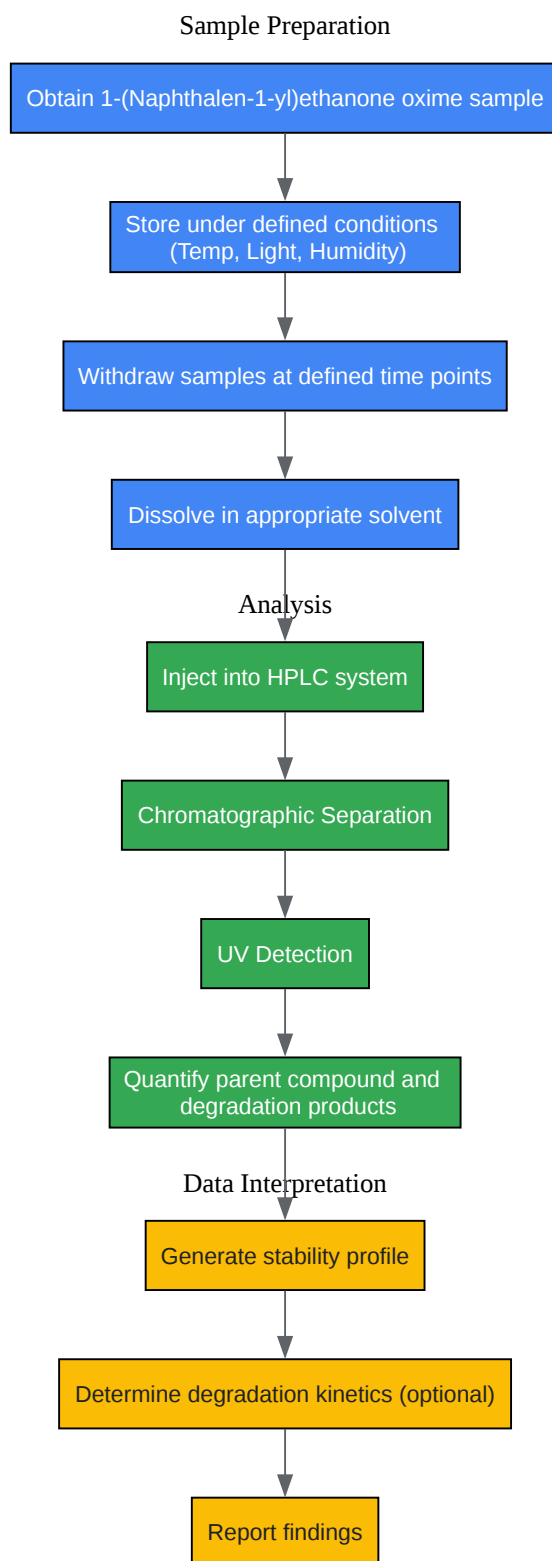 Sample Preparation
Obtain 1-(Naphthalen-1-yl)ethanone oxime sample
Store under defined conditions
(Temp, Light, Humidity)
Withdraw samples at defined time points
Dissolve in appropriate solvent
Analysis
Inject into HPLC system
Chromatographic Separation
UV Detection
Quantify parent compound and
degradation products
Data Interpretation
Generate stability profile
Determine degradation kinetics (optional)
Report findings